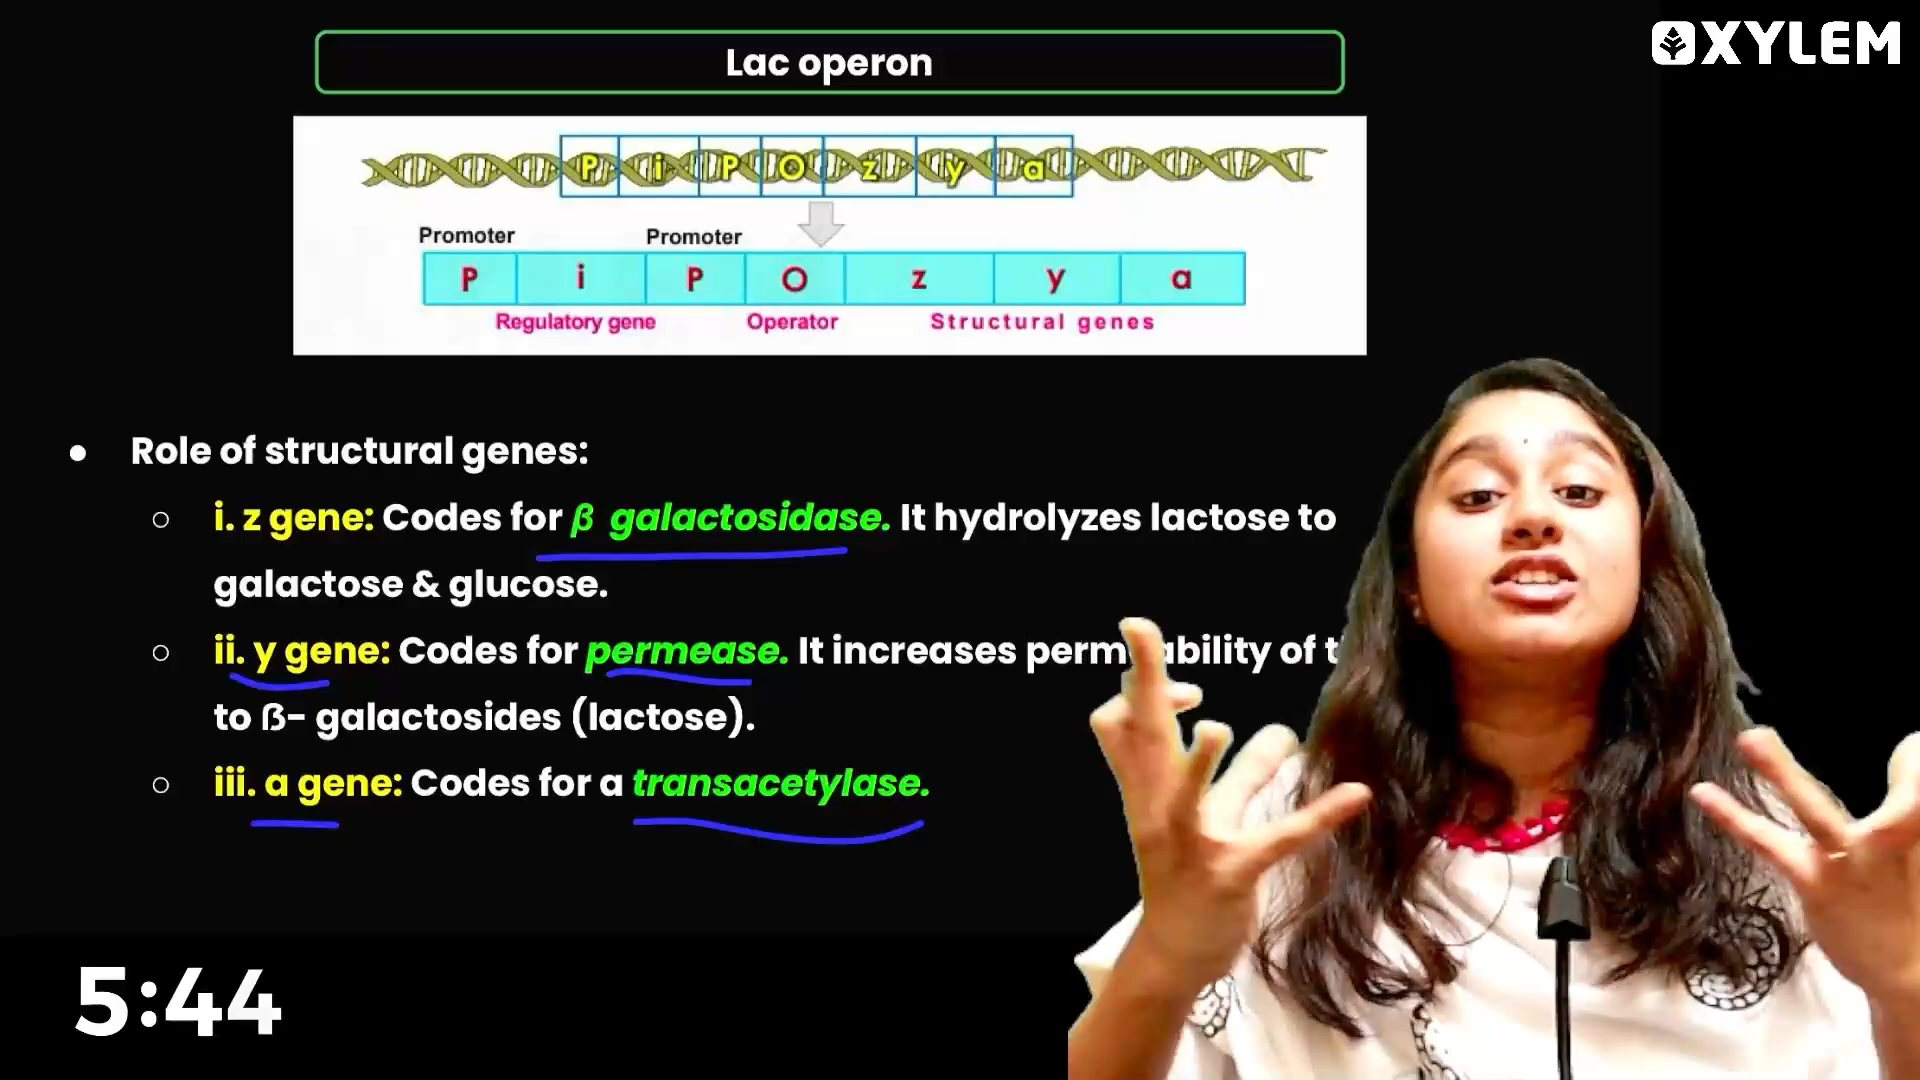 Lac operon
XYLEM
P i P O z y a
Promoter Promoter
P i P O z y a
Regulatory gene Operator Structural genes
● Role of structural genes:
○ i. z gene: Codes for β galactosidase. It hydrolyzes lactose to
galactose & glucose.
○ ii. y gene: Codes for permease. It increases of
to ß- galactosides (lactose).
○ iii. a gene: Codes for a transacetylase.
5:44